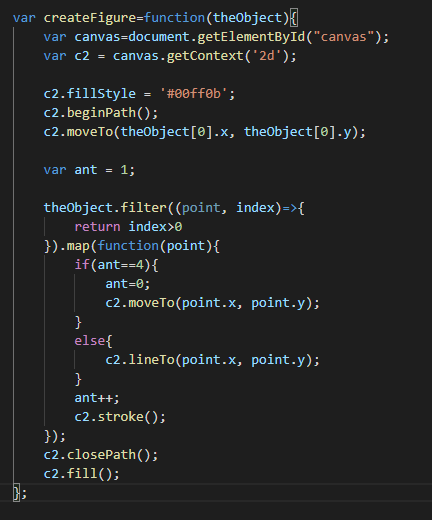 var createFigure=function(theObject){
    var canvas=document.getElementById("canvas");
    var c2 = canvas.getContext('2d');

    c2.fillStyle = '#00ff0b';
    c2.beginPath();
    c2.moveTo(theObject[0].x, theObject[0].y);

    var ant = 1;

    theObject.filter((point, index)=>{
        return index>0
    }).map(function(point){
        if(ant==4){
            ant=0;
            c2.moveTo(point.x, point.y);
        }
        else{
            c2.lineTo(point.x, point.y);
        }
        ant++;
        c2.stroke();
    });
    c2.closePath();
    c2.fill();
};